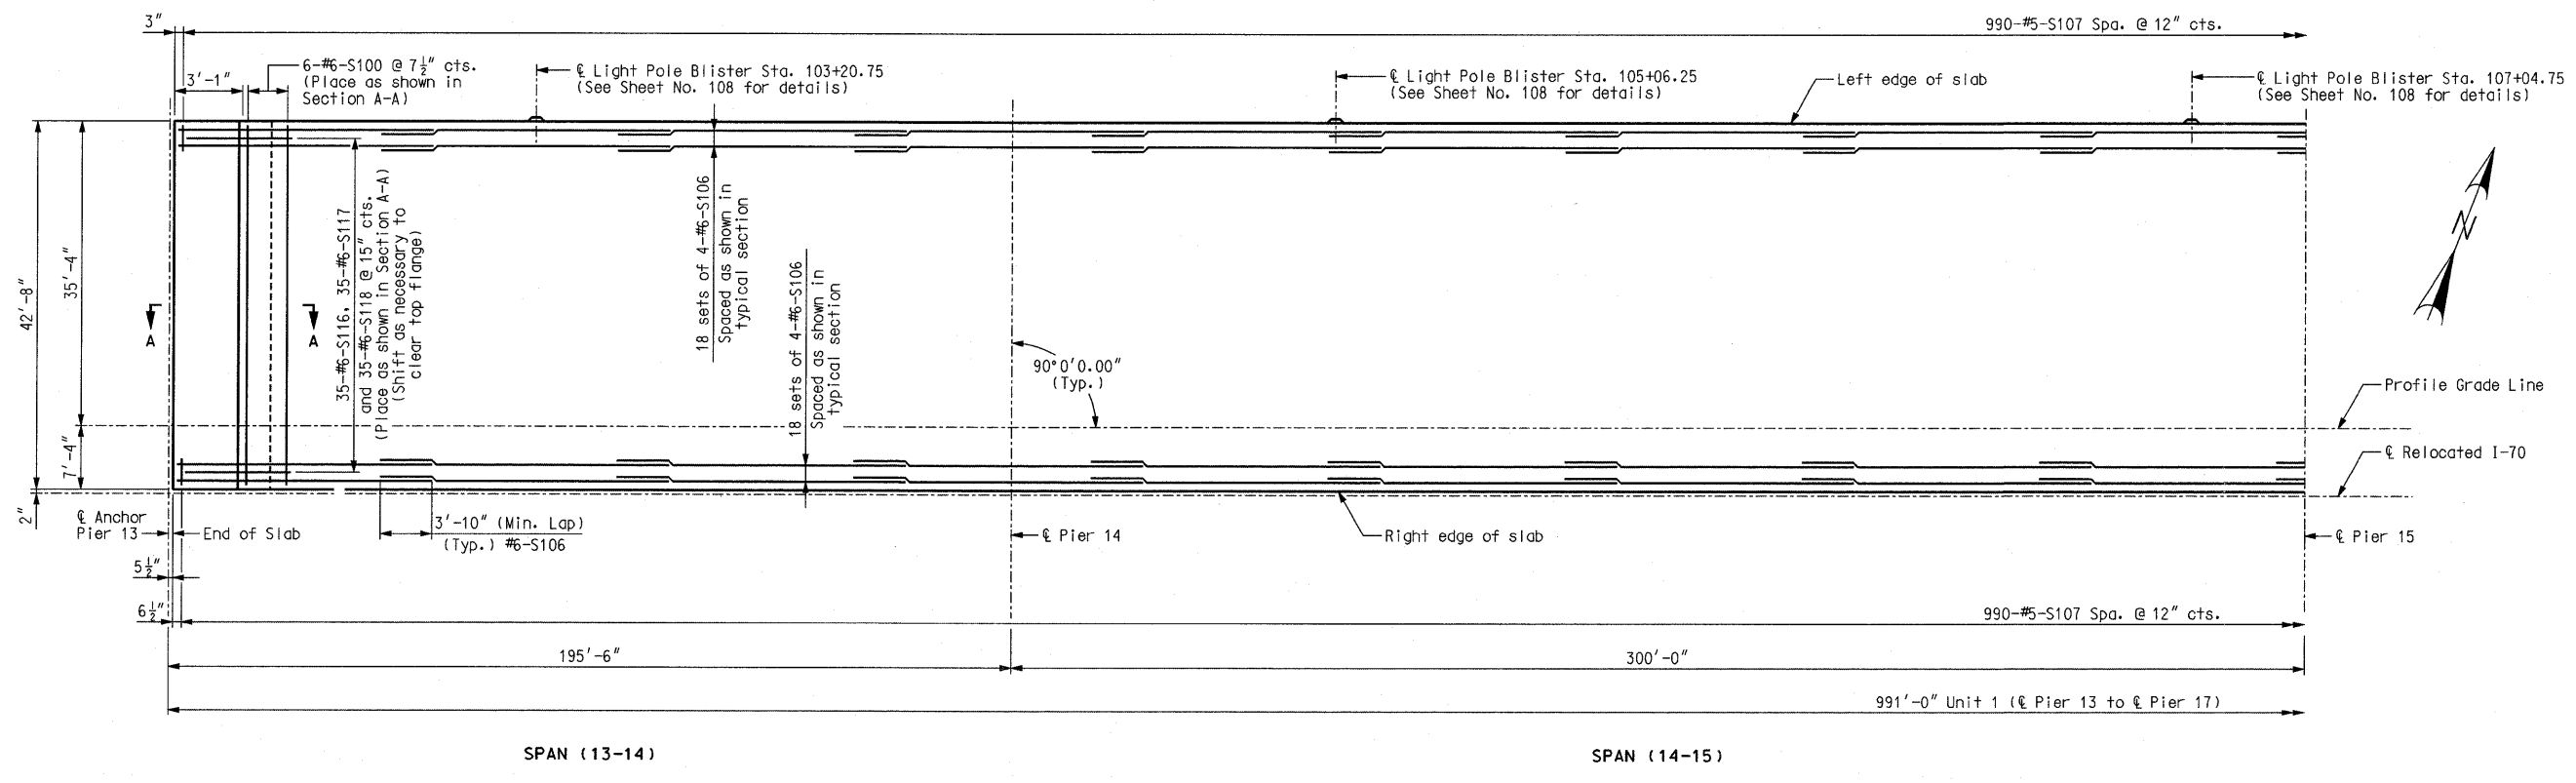 3"
990-#5-S107 Spa. @ 12" cts.
3'-1"
6-#6-S100 @ 7½" cts.
(Place as shown in
Section A-A)
℄ Light Pole Blister Sta. 103+20.75
(See Sheet No. 108 for details)
℄ Light Pole Blister Sta. 105+06.25
(See Sheet No. 108 for details)
Left edge of slab
℄ Light Pole Blister Sta. 107+04.75
(See Sheet No. 108 for details)
42'-8"
35'-4"
7'-4"
2"
A
A
35-#6-S116, 35-#6-S117
and 35-#6-S118 @ 15" cts.
(Place as shown in Section A-A)
(Shift as necessary to
clear top flange)
18 sets of 4-#6-S106
Spaced as shown in
typical section
18 sets of 4-#6-S106
Spaced as shown in
typical section
90°0'0.00"
(Typ.)
N
Profile Grade Line
℄ Relocated I-70
℄ Anchor
Pier 13
End of Slab
3'-10" (Min. Lap)
(Typ.) #6-S106
℄ Pier 14
Right edge of slab
℄ Pier 15
5½"
6½"
990-#5-S107 Spa. @ 12" cts.
195'-6"
300'-0"
991'-0" Unit 1 (℄ Pier 13 to ℄ Pier 17)
SPAN (13-14)
SPAN (14-15)